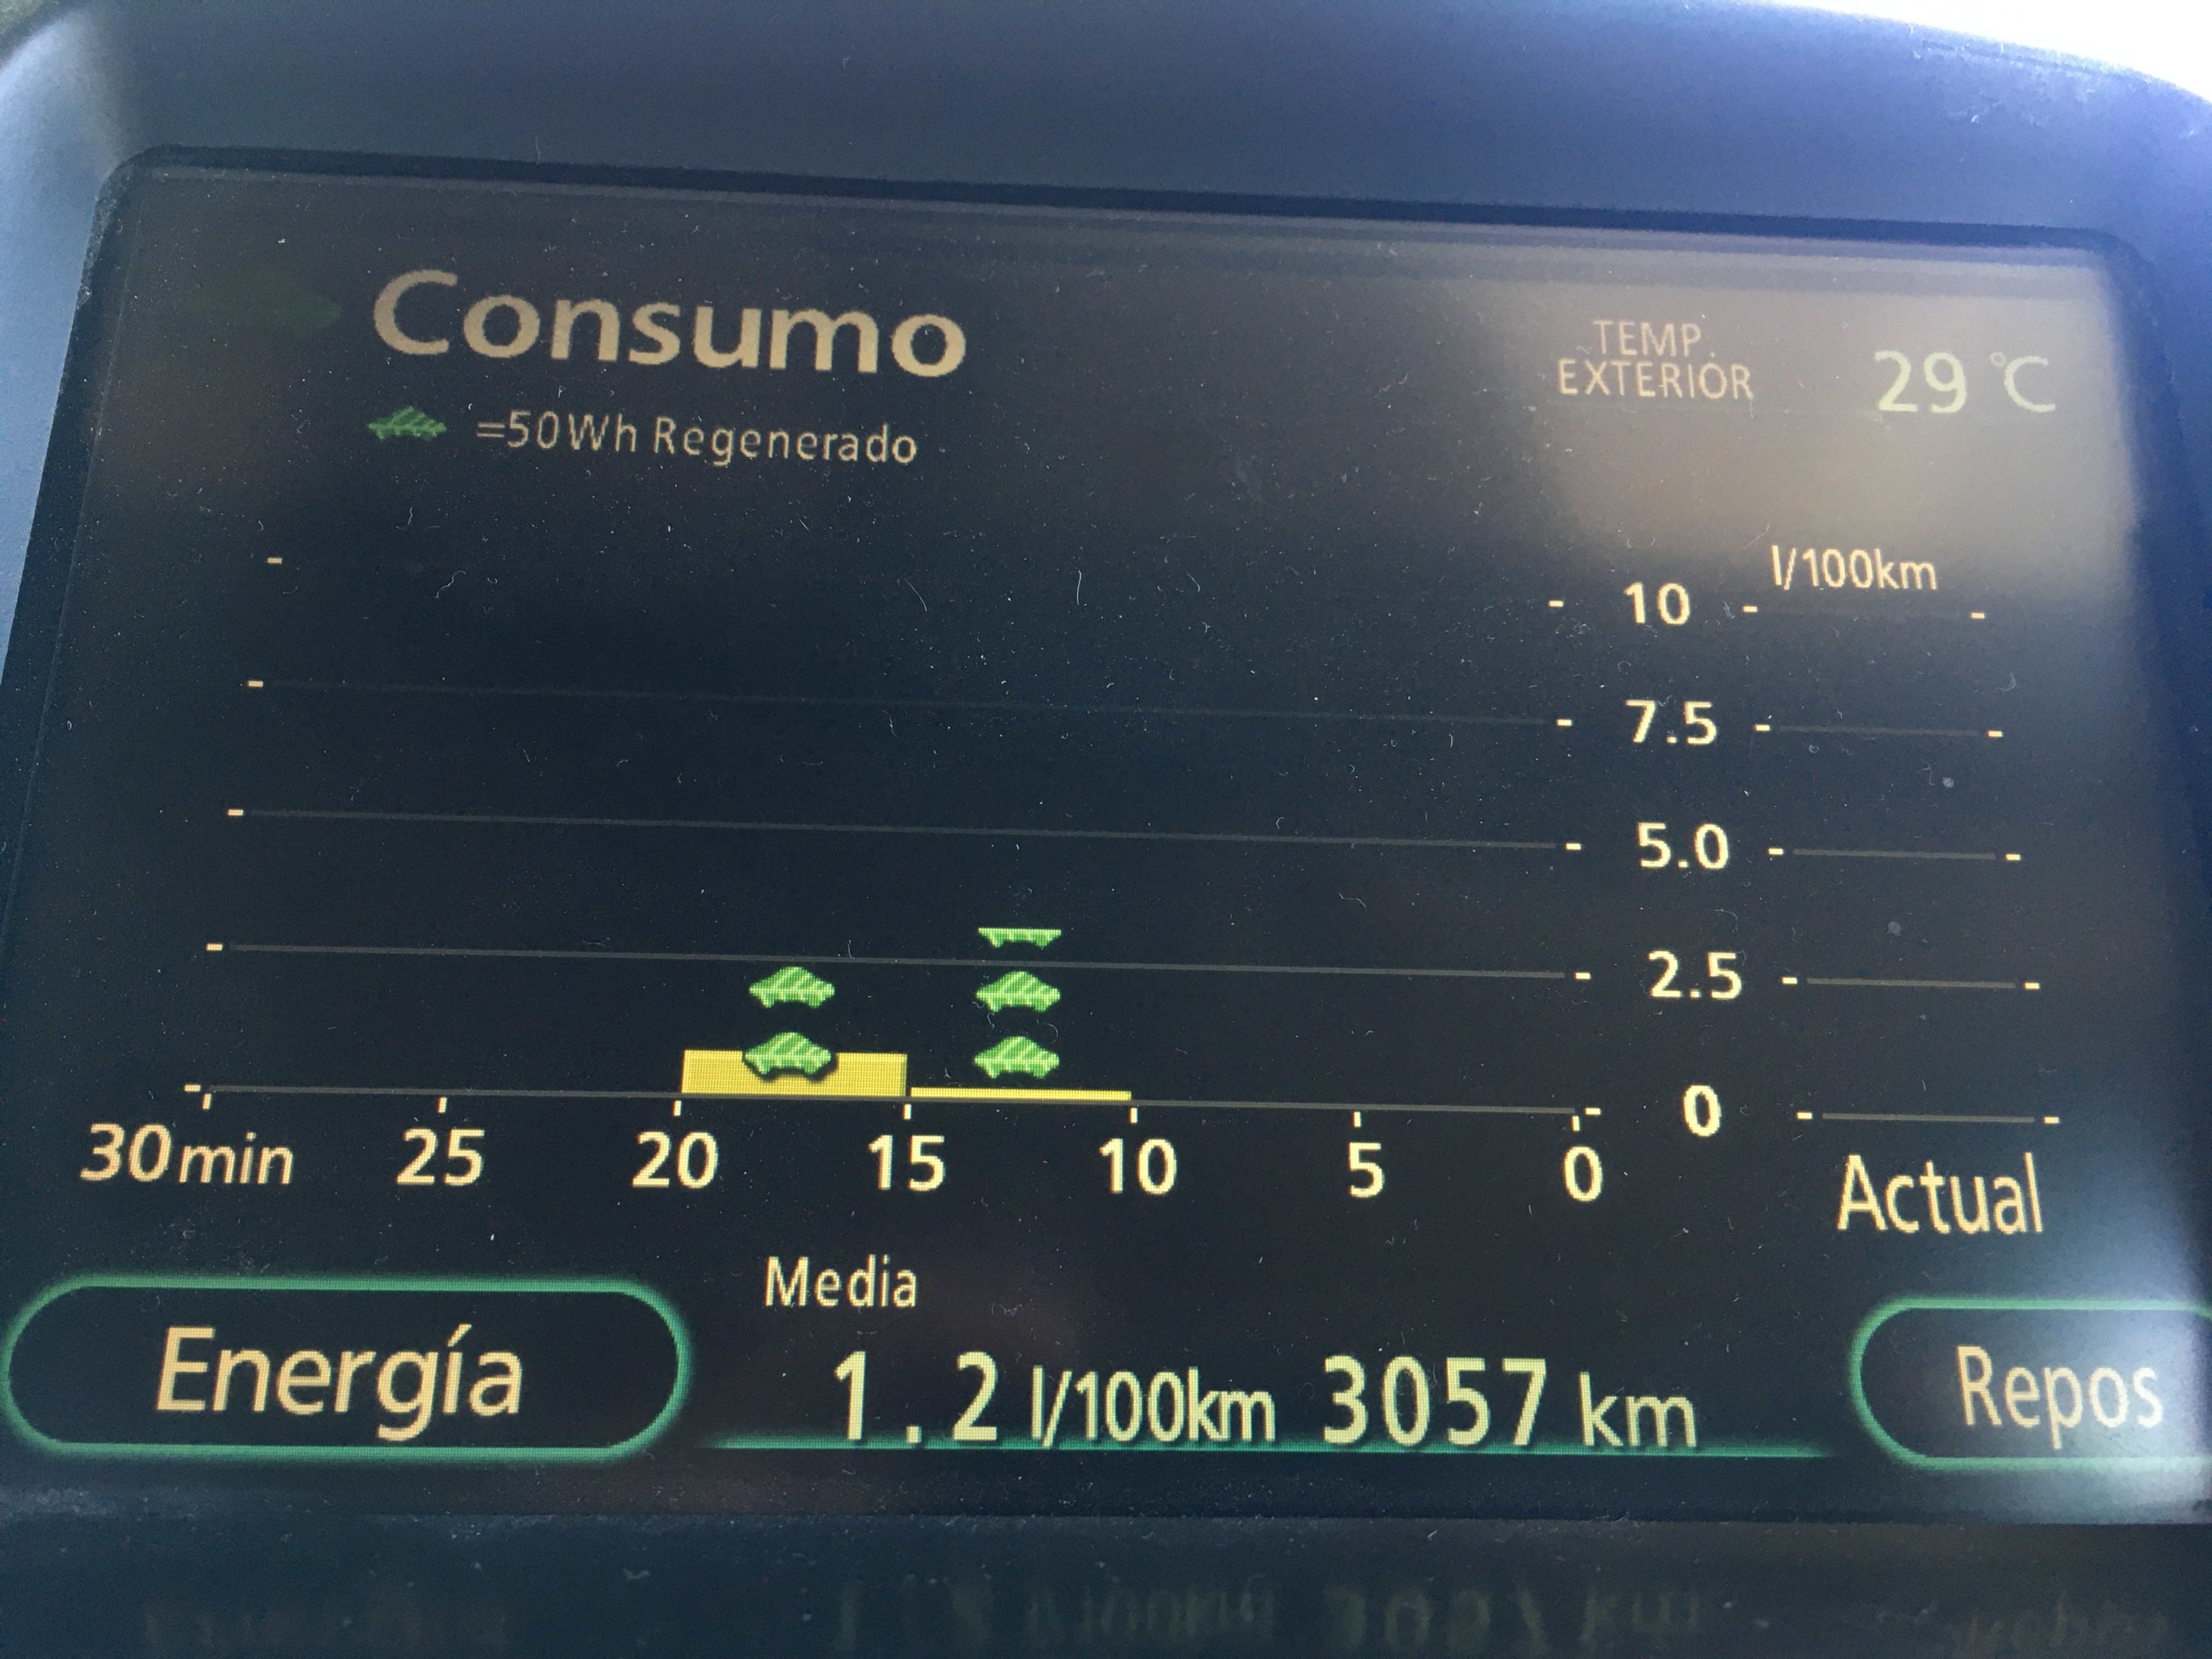 Consumo
TEMP.
EXTERIOR
29 °C
=50Wh Regenerado
l/100km
10
7.5
5.0
2.5
0
30min 25 20 15 10 5 0
Actual
Media
Energía
1.2 l/100km 3057 km
Repos